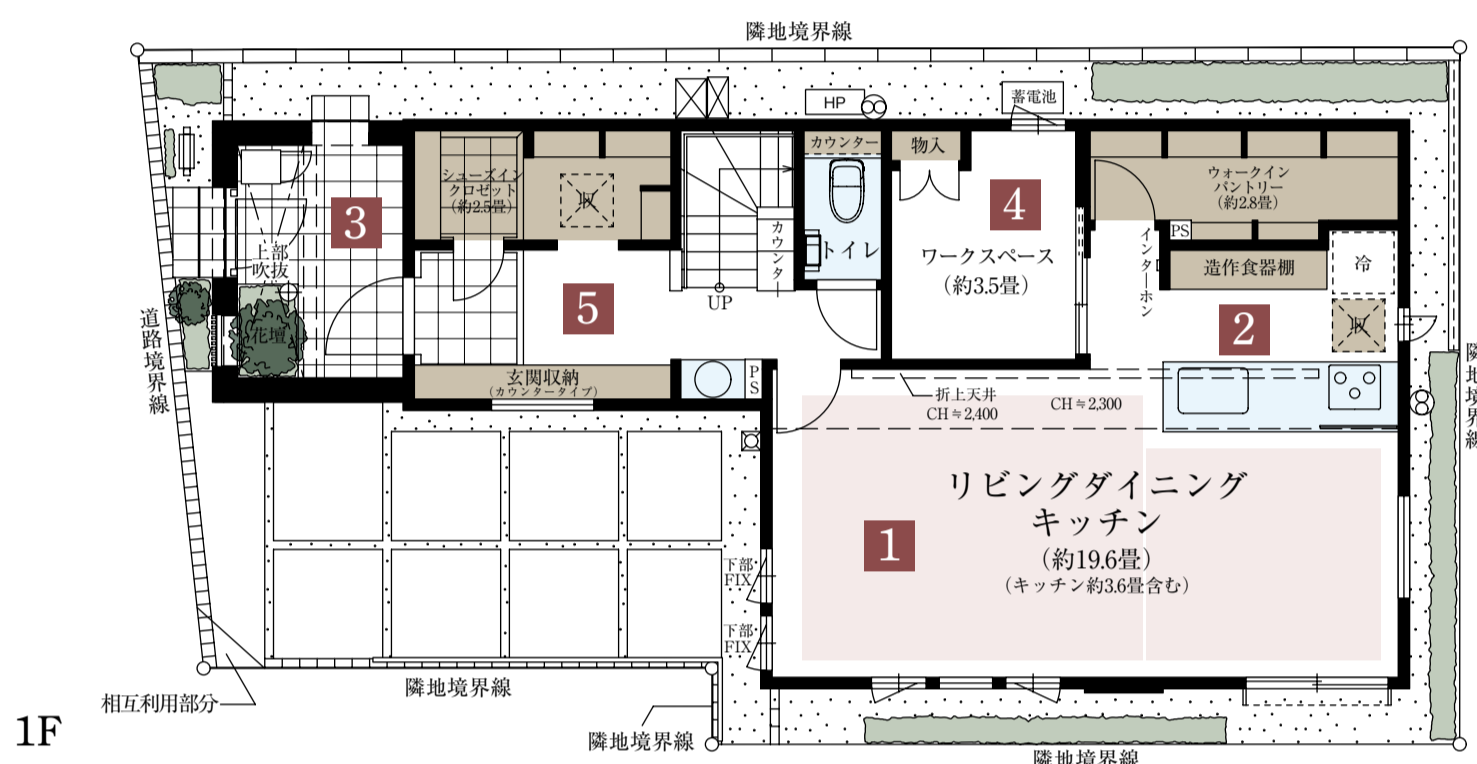 隣地境界線
HP
蓄電池
カウンター
物入
シューズイン
クロゼット
(約2.5畳)
収
3
上部
吹抜
花壇
道路境界線
5
UP
カウンター
トイレ
4
ワークスペース
(約3.5畳)
ウォークイン
パントリー
(約2.8畳)
PS
インターホン
造作食器棚
冷
2
収
隣地境界線
玄関収納
(カウンタータイプ)
PS
折上天井
CH≒2,400
CH≒2,300
リビングダイニング
キッチン
(約19.6畳)
(キッチン約3.6畳含む)
1
下部
FIX
下部
FIX
相互利用部分
隣地境界線
隣地境界線
隣地境界線
1F